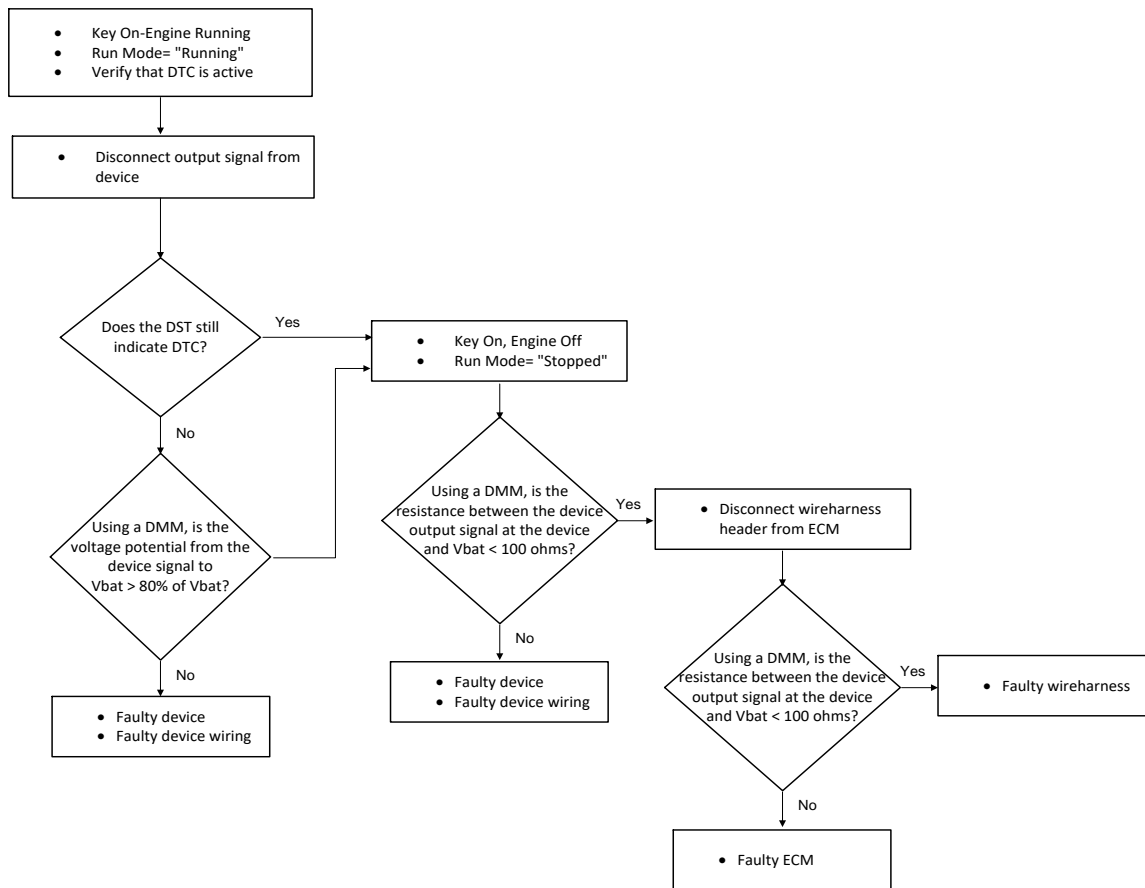 • Key On-Engine Running
• Run Mode= "Running"
• Verify that DTC is active
• Disconnect output signal from
device
Does the DST still
indicate DTC?
Yes
• Key On, Engine Off
• Run Mode= "Stopped"
No
Using a DMM, is the
voltage potential from the
device signal to
Vbat > 80% of Vbat?
No
• Faulty device
• Faulty device wiring
Using a DMM, is the
resistance between the device
output signal at the device
and Vbat < 100 ohms?
Yes
• Disconnect wireharness
header from ECM
No
• Faulty device
• Faulty device wiring
Using a DMM, is the
resistance between the device
output signal at the device
and Vbat < 100 ohms?
Yes
• Faulty wireharness
No
• Faulty ECM